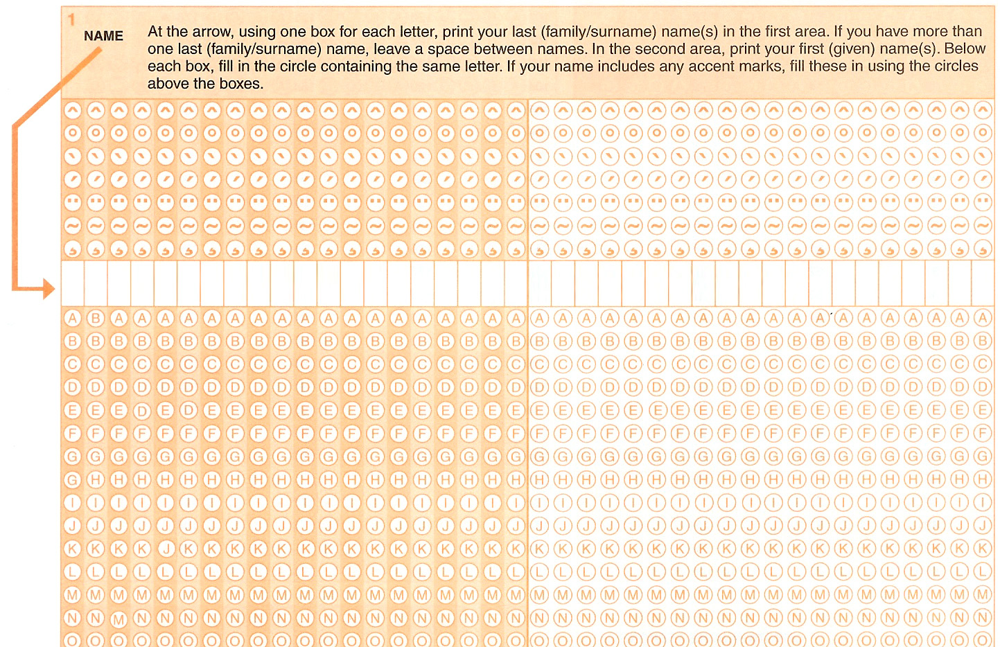 1
NAME
At the arrow, using one box for each letter, print your last (family/surname) name(s) in the first area. If you have more than
one last (family/surname) name, leave a space between names. In the second area, print your first (given) name(s). Below
each box, fill in the circle containing the same letter. If your name includes any accent marks, fill these in using the circles
above the boxes.
A B A A A A A A A A A A A A A A A A A A A A A A A A A A A A A A A A A A A A A A
B B B B B B B B B B B B B B B B B B B B B B B B B B B B B B B B B B B B B B B B
C C C C C C C C C C C C C C C C C C C C C C C C C C C C C C C C C C C C C C C C
D D D D D D D D D D D D D D D D D D D D D D D D D D D D D D D D D D D D D D D D
E E E D E D E E E E E E E E E E E E E E E E E E E E E E E E E E E E E E E E E E
F F F F F F F F F F F F F F F F F F F F F F F F F F F F F F F F F F F F F F F F
G G G G G G G G G G G G G G G G G G G G G G G G G G G G G G G G G G G G G G G G
G H H H H H H H H H H H H H H H H H H H H H H H H H H H H H H H H H H H H H H H
I I I I I I I I I I I I I I I I I I I I I I I I I I I I I I I I I I I I I I I I
J J J J J J J J J J J J J J J J J J J J J J J J J J J J J J J J J J J J J J J J
K K K K J K K K K K K K K K K K K K K K K K K K K K K K K K K K K K K K K K K K
L L L L L L L L L L L L L L L L L L L L L L L L L L L L L L L L L L L L L L L L
M M M M M M M M M M M M M M M M M M M M M M M M M M M M M M M M M M M M M M M M
N N M N N N N N N N N N N N N N N N N N N N N N N N N N N N N N N N N N N N N N
O O O O O O O O O O O O O O O O O O O O O O O O O O O O O O O O O O O O O O O O